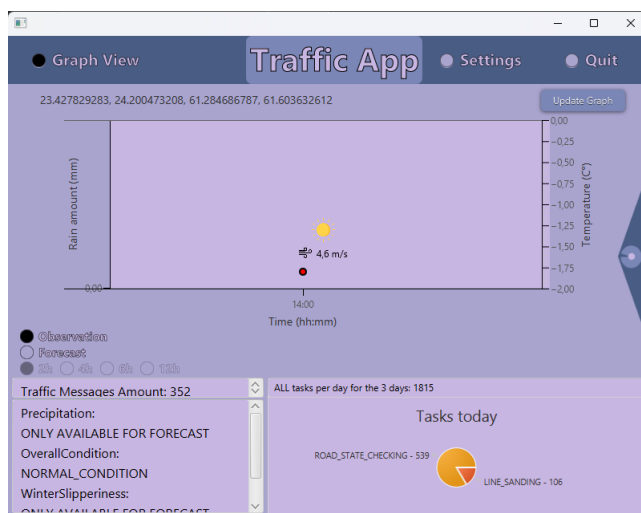 Graph View
Traffic App
Settings
Quit
23.427829283, 24.200473208, 61.284686787, 61.603632612
Update Graph
Rain amount (mm)
0,00
0,00
-0,25
-0,50
-0,75
-1,00
-1,25
-1,50
-1,75
-2,00
Temperature (C°)
4,6 m/s
14:00
Time (hh:mm)
Observation
Forecast
2h 4h 6h 12h
Traffic Messages Amount: 352
Precipitation:
ONLY AVAILABLE FOR FORECAST
OverallCondition:
NORMAL_CONDITION
WinterSlipperiness:
ONLY AVAILABLE FOR FORECAST
ALL tasks per day for the 3 days: 1815
Tasks today
ROAD_STATE_CHECKING - 539
LINE_SANDING - 106